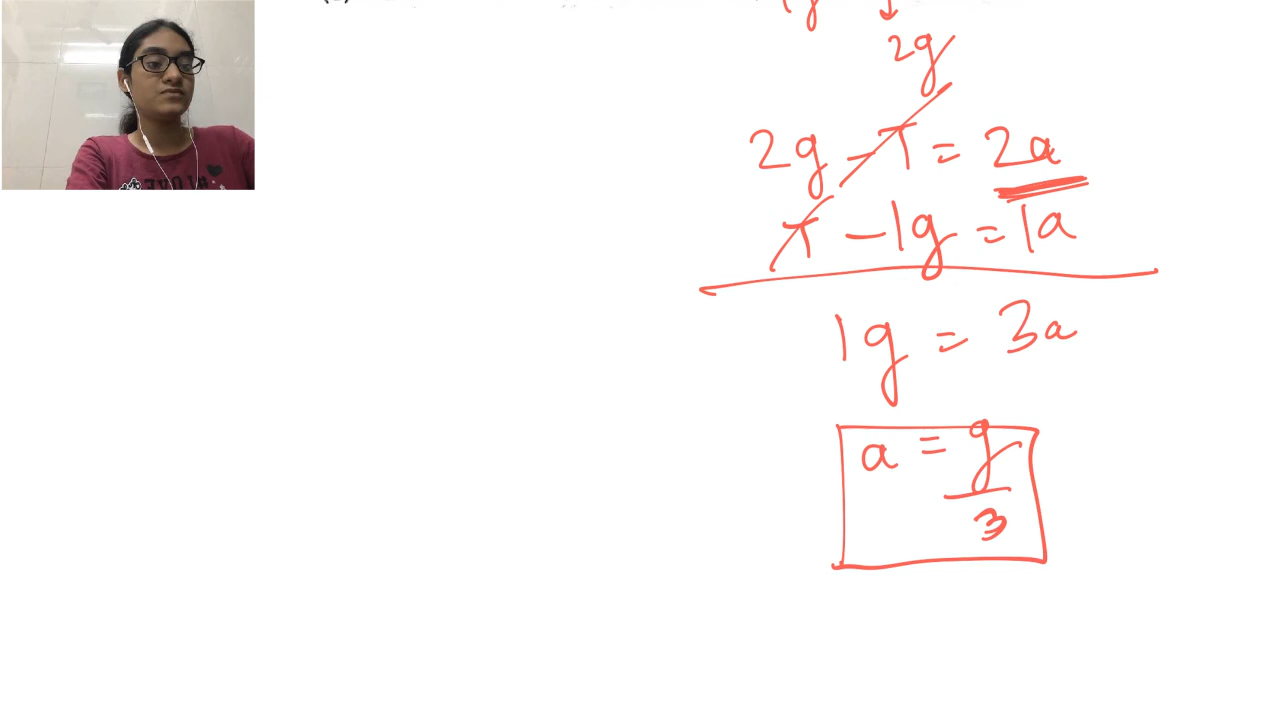 2g
2g - T = 2a
T - 1g = 1a
1g = 3a
a = g
3